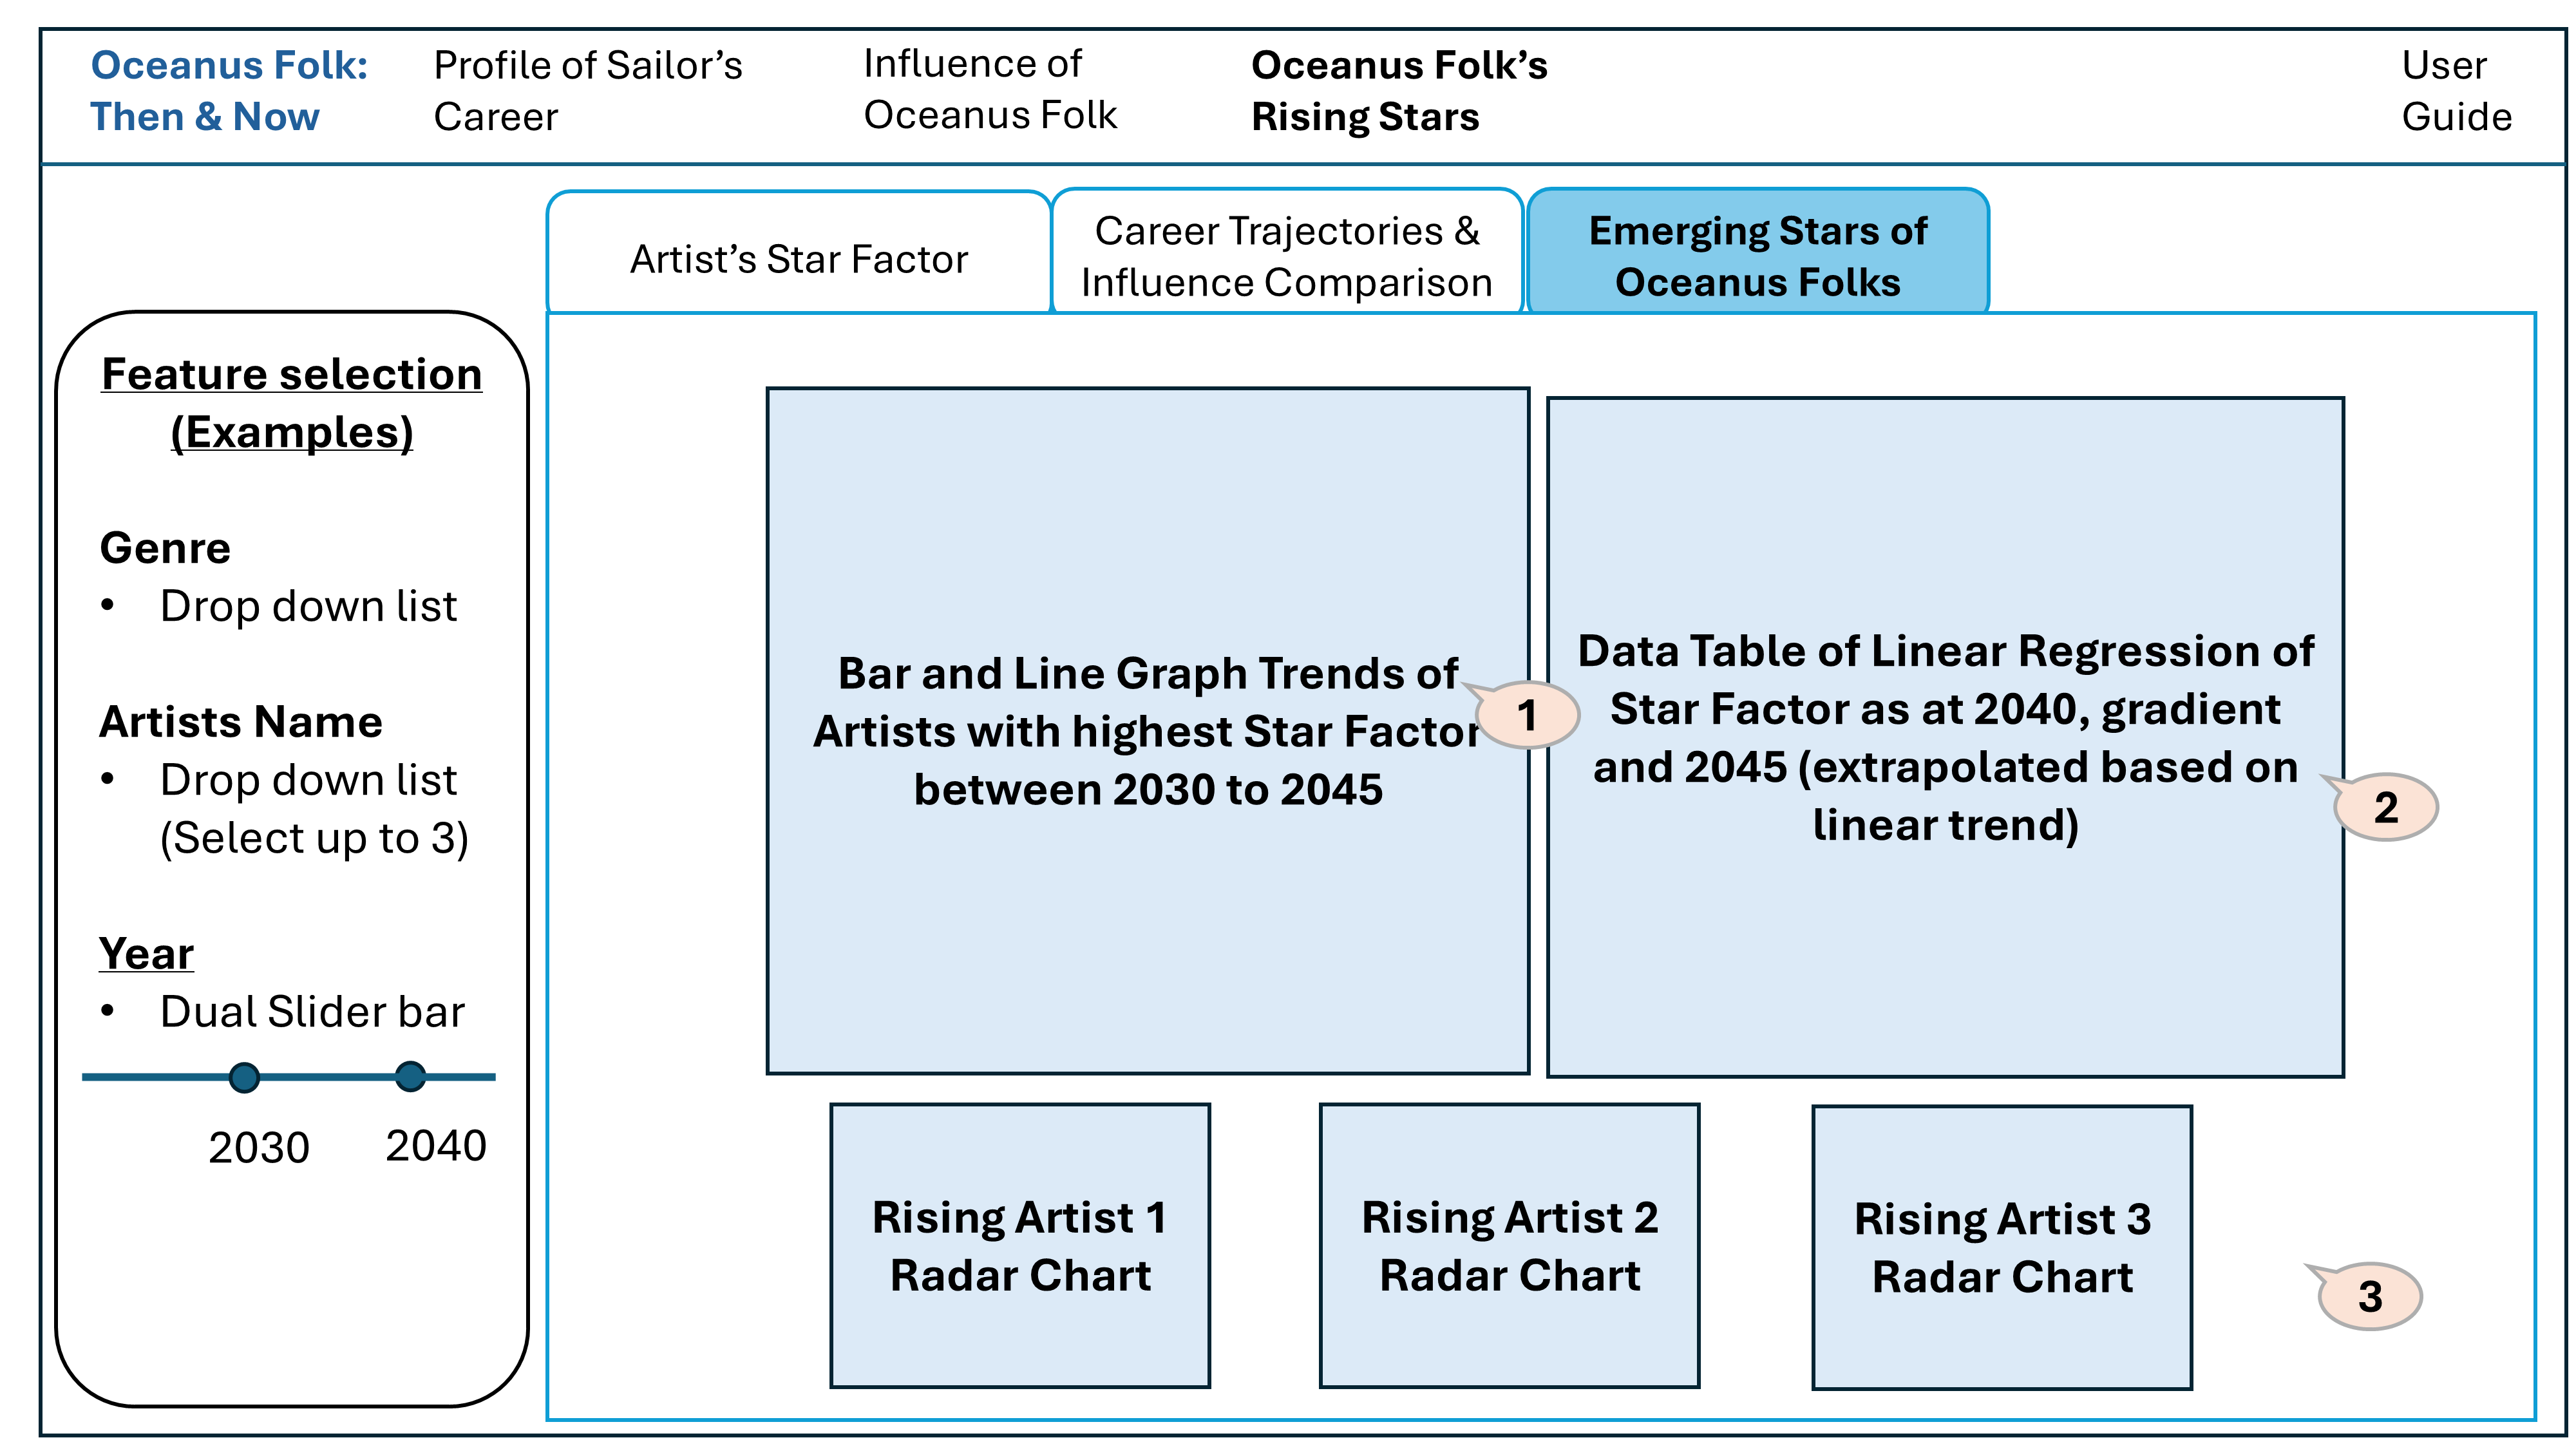 Oceanus Folk:
Then & Now
Profile of Sailor’s
Career
Influence of
Oceanus Folk
Oceanus Folk’s
Rising Stars
User
Guide
Artist’s Star Factor
Career Trajectories &
Influence Comparison
Emerging Stars of
Oceanus Folks
Feature selection
(Examples)
Genre
• Drop down list
Artists Name
• Drop down list
(Select up to 3)
Year
• Dual Slider bar
2030
2040
Bar and Line Graph Trends of
Artists with highest Star Factor
between 2030 to 2045
1
Data Table of Linear Regression of
Star Factor as at 2040, gradient
and 2045 (extrapolated based on
linear trend)
2
Rising Artist 1
Radar Chart
Rising Artist 2
Radar Chart
Rising Artist 3
Radar Chart
3